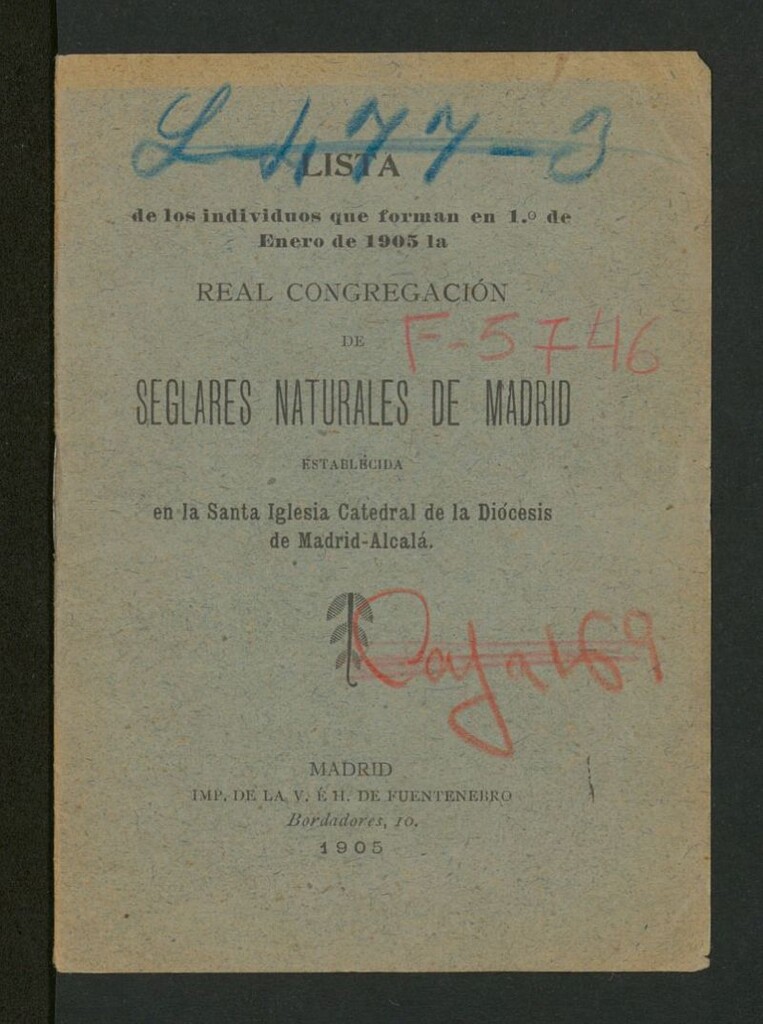 L 477-3
LISTA
de los individuos que forman en 1.º de
Enero de 1905 la
REAL CONGREGACIÓN
DE
F-5746
SEGLARES NATURALES DE MADRID
ESTABLECIDA
en la Santa Iglesia Catedral de la Diócesis
de Madrid-Alcalá.
Caja 169
MADRID
IMP. DE LA V. É H. DE FUENTENEBRO
Bordadores, 10.
1905